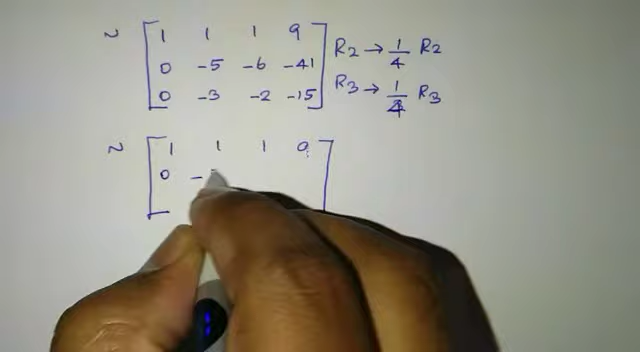 ~ [ 1 1 1 9
0 -5 -6 -41
0 -3 -2 -15 ] R2 → 1/4 R2
R3 → 1/4 R3
~ [ 1 1 1 9
0 - ]